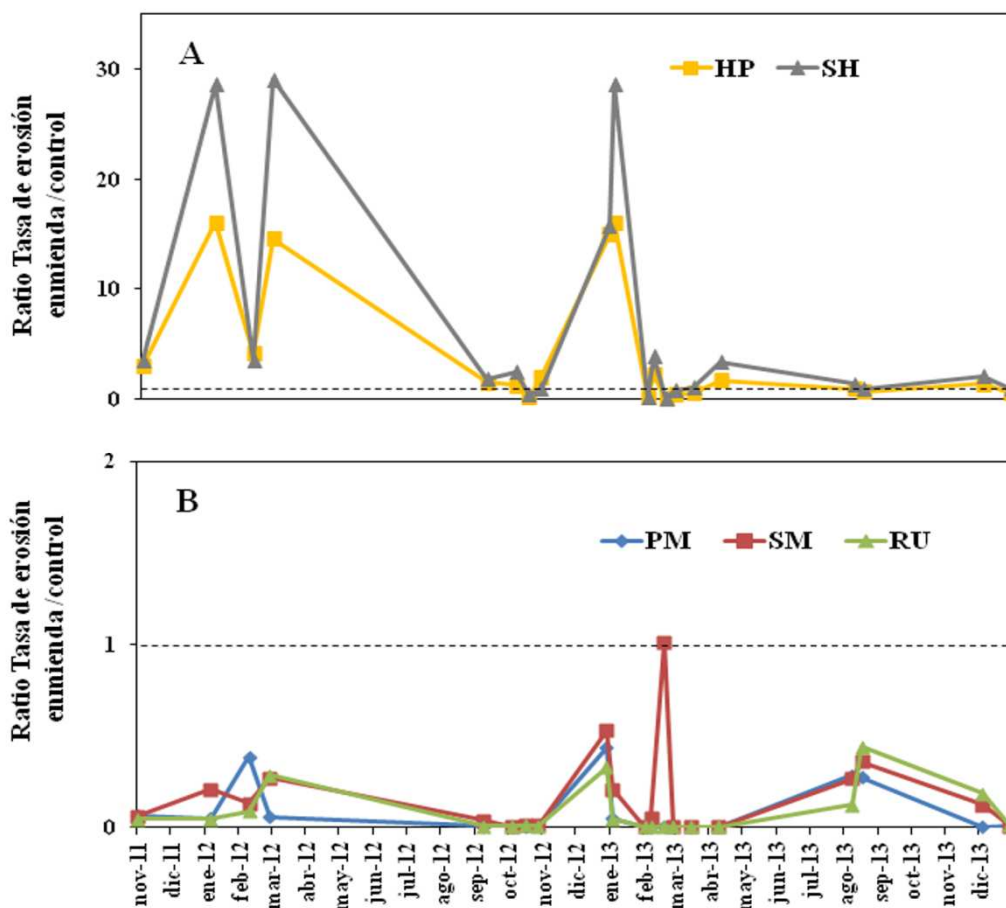 A
HP SH
30
20
10
0
Ratio Tasa de erosión
enmienda /control
B
PM SM RU
2
1
0
Ratio Tasa de erosión
enmienda /control
nov-11
dic-11
ene-12
feb-12
mar-12
abr-12
may-12
jun-12
jul-12
ago-12
sep-12
oct-12
nov-12
dic-12
ene-13
feb-13
mar-13
abr-13
may-13
jun-13
jul-13
ago-13
sep-13
oct-13
nov-13
dic-13